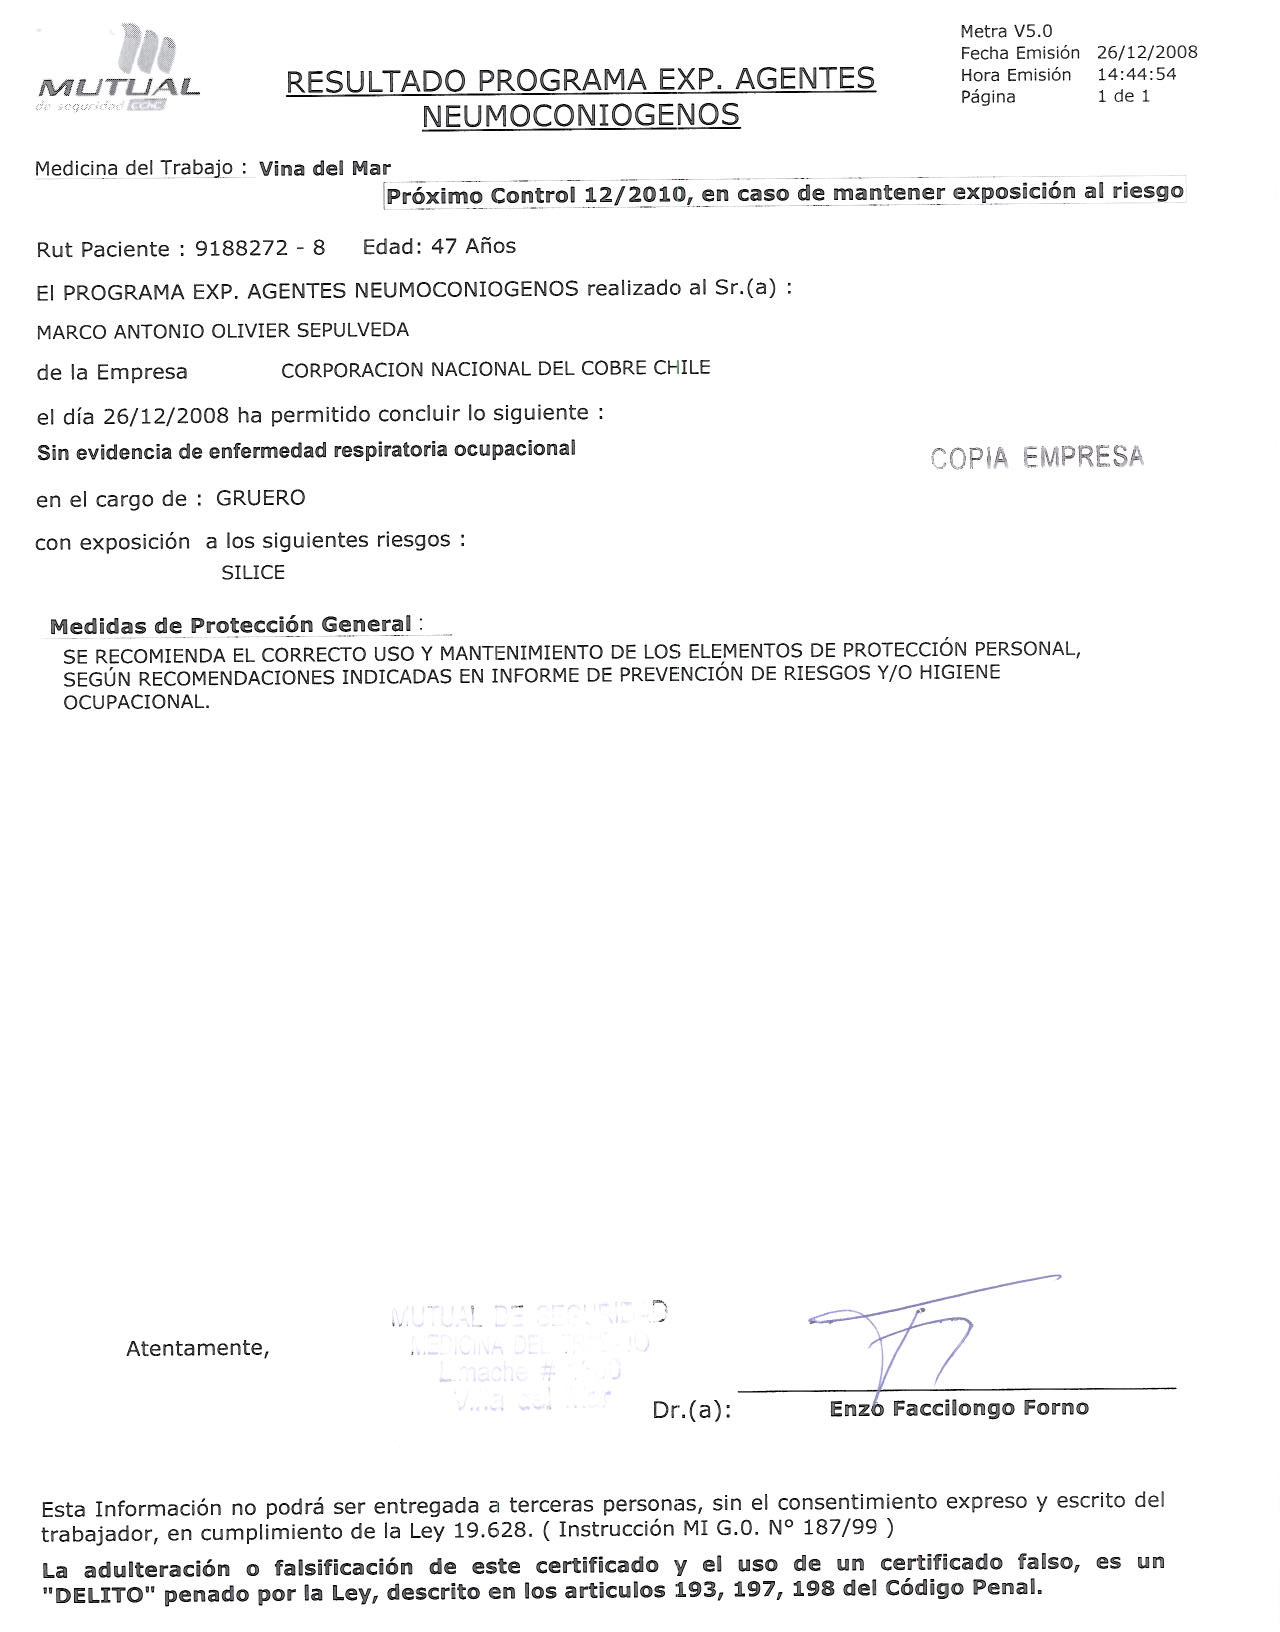 MUTUAL
de seguridad CChC
RESULTADO PROGRAMA EXP. AGENTES
NEUMOCONIOGENOS
Metra V5.0
Fecha Emisión 26/12/2008
Hora Emisión 14:44:54
Página 1 de 1
Medicina del Trabajo : Vina del Mar
Próximo Control 12/2010, en caso de mantener exposición al riesgo
Rut Paciente : 9188272 - 8 Edad: 47 Años
El PROGRAMA EXP. AGENTES NEUMOCONIOGENOS realizado al Sr.(a) :
MARCO ANTONIO OLIVIER SEPULVEDA
de la Empresa CORPORACION NACIONAL DEL COBRE CHILE
el día 26/12/2008 ha permitido concluir lo siguiente :
Sin evidencia de enfermedad respiratoria ocupacional
COPIA EMPRESA
en el cargo de : GRUERO
con exposición a los siguientes riesgos :
SILICE
Medidas de Protección General :
SE RECOMIENDA EL CORRECTO USO Y MANTENIMIENTO DE LOS ELEMENTOS DE PROTECCIÓN PERSONAL,
SEGÚN RECOMENDACIONES INDICADAS EN INFORME DE PREVENCIÓN DE RIESGOS Y/O HIGIENE
OCUPACIONAL.
MUTUAL DE SEGURIDAD
MEDICINA DEL TRABAJO
Limache #
Viña del Mar
Atentamente,
Dr.(a): Enzo Faccilongo Forno
Esta Información no podrá ser entregada a terceras personas, sin el consentimiento expreso y escrito del
trabajador, en cumplimiento de la Ley 19.628. ( Instrucción MI G.O. Nº 187/99 )
La adulteración o falsificación de este certificado y el uso de un certificado falso, es un
"DELITO" penado por la Ley, descrito en los articulos 193, 197, 198 del Código Penal.